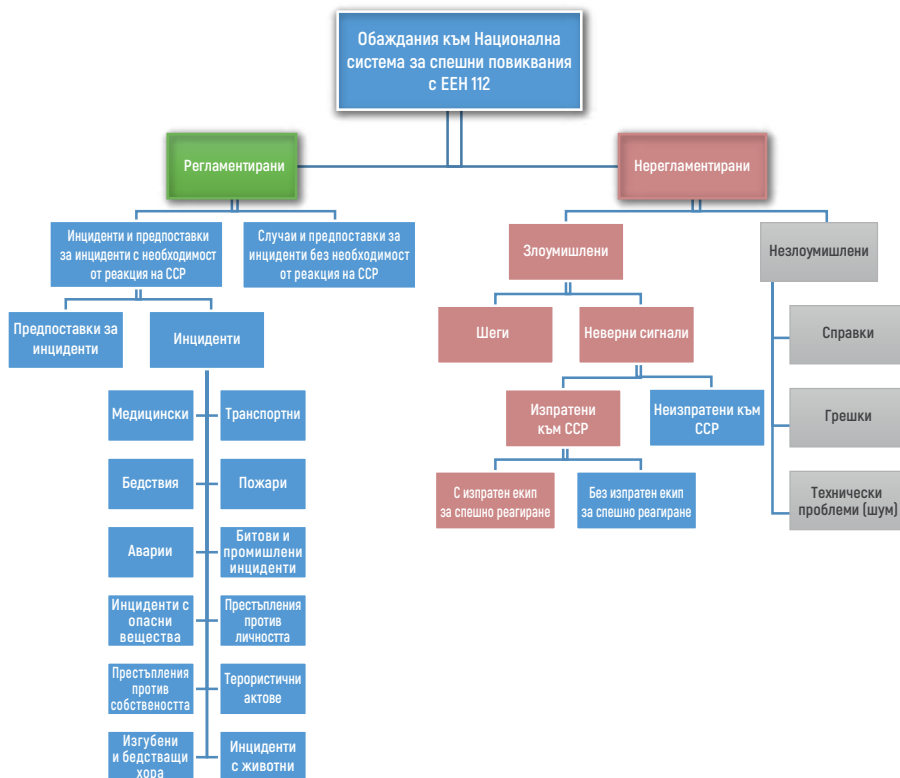 Обаждания към Национална
система за спешни повиквания
с ЕЕН 112
Регламентирани
Нерегламентирани
Инциденти и предпоставки
за инциденти с необходимост
от реакция на ССР
Случаи и предпоставки за
инциденти без необходимост
от реакция на ССР
Злоумишлени
Незлоумишлени
Предпоставки за
инциденти
Инциденти
Шеги
Неверни сигнали
Справки
Медицински
Транспортни
Изпратени
към ССР
Неизпратени към
ССР
Грешки
Бедствия
Пожари
С изпратен екип
за спешно реагиране
Без изпратен екип
за спешно реагиране
Технически
проблеми (шум)
Аварии
Битови и
промишлени
инциденти
Инциденти с
опасни
вещества
Престъпления
против
личността
Престъпления
против
собствеността
Терористични
актове
Изгубени
и бедстващи
хора
Инциденти
с животни